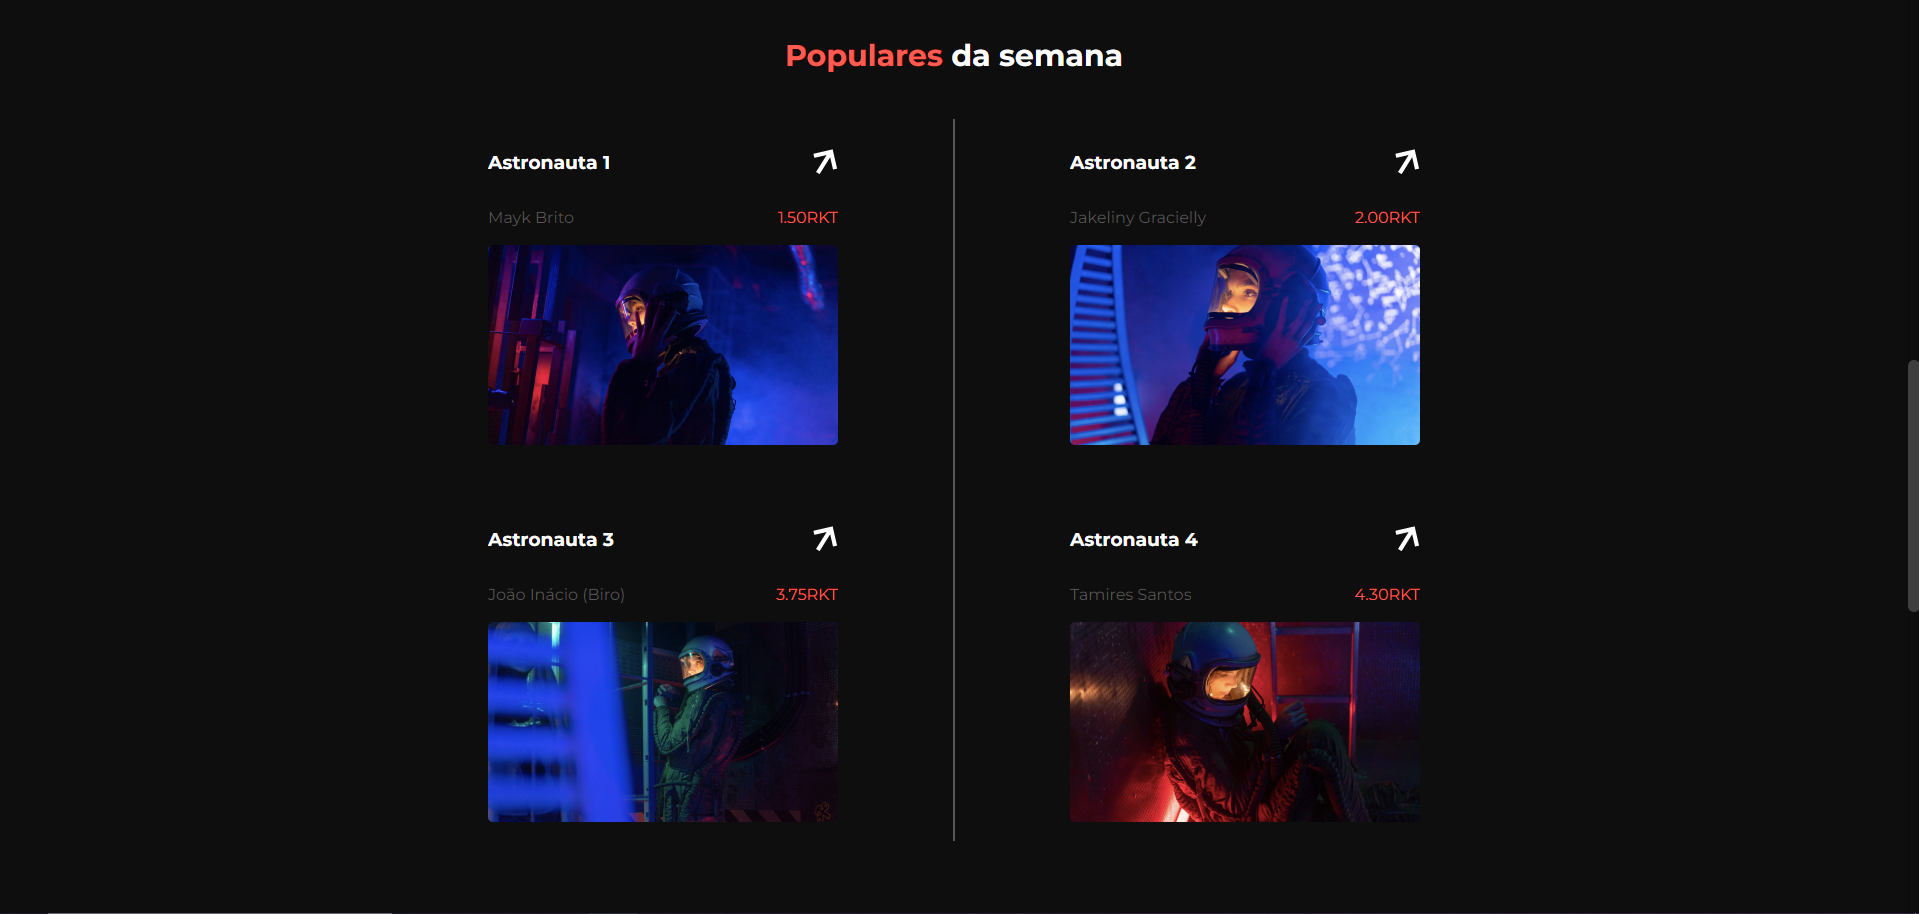 Populares da semana
Astronauta 1
Mayk Brito 1.50RKT
Astronauta 2
Jakeliny Gracielly 2.00RKT
Astronauta 3
João Inácio (Biro) 3.75RKT
Astronauta 4
Tamires Santos 4.30RKT